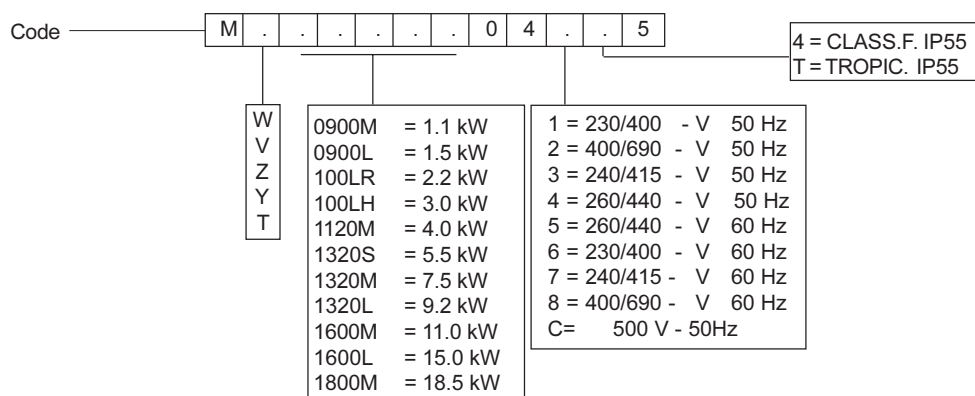 Code M . . . . . . 0 4 . . 5
4 = CLASS.F. IP55
T = TROPIC. IP55
W
V
Z
Y
T
0900M = 1.1 kW
0900L = 1.5 kW
100LR = 2.2 kW
100LH = 3.0 kW
1120M = 4.0 kW
1320S = 5.5 kW
1320M = 7.5 kW
1320L = 9.2 kW
1600M = 11.0 kW
1600L = 15.0 kW
1800M = 18.5 kW
1 = 230/400 - V 50 Hz
2 = 400/690 - V 50 Hz
3 = 240/415 - V 50 Hz
4 = 260/440 - V 50 Hz
5 = 260/440 - V 60 Hz
6 = 230/400 - V 60 Hz
7 = 240/415 - V 60 Hz
8 = 400/690 - V 60 Hz
C= 500 V - 50Hz